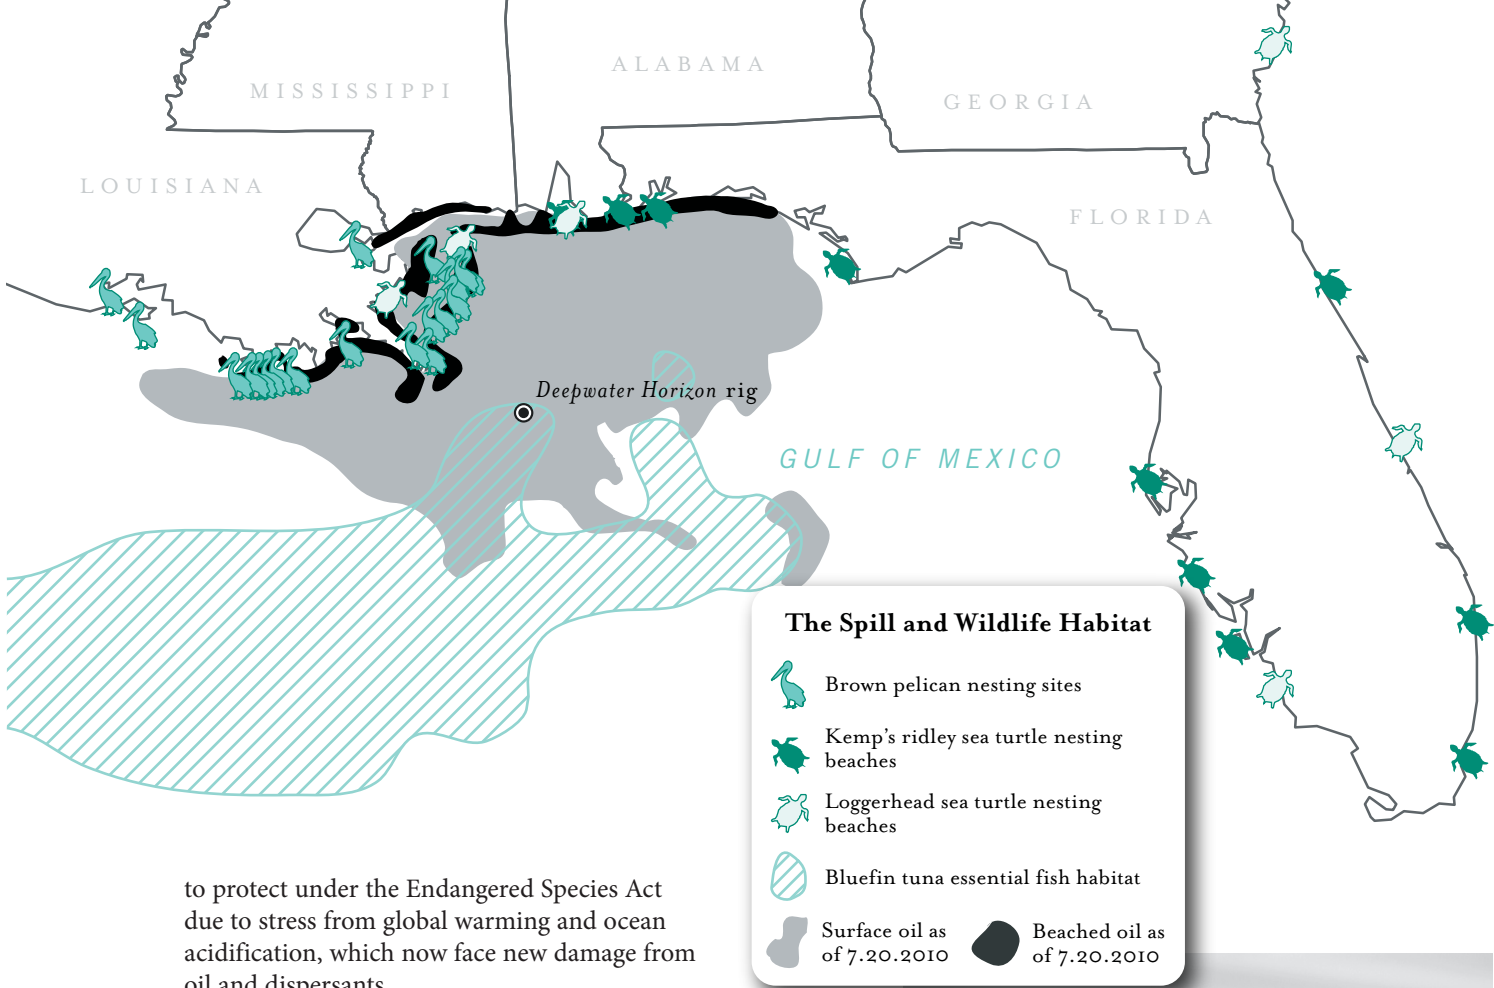 MISSISSIPPI
ALABAMA
GEORGIA
LOUISIANA
FLORIDA
Deepwater Horizon rig
GULF OF MEXICO
The Spill and Wildlife Habitat
Brown pelican nesting sites
Kemp's ridley sea turtle nesting
beaches
Loggerhead sea turtle nesting
beaches
Bluefin tuna essential fish habitat
Surface oil as
of 7.20.2010
Beached oil as
of 7.20.2010
to protect under the Endangered Species Act
due to stress from global warming and ocean
acidification, which now face new damage from
oil and dispersants